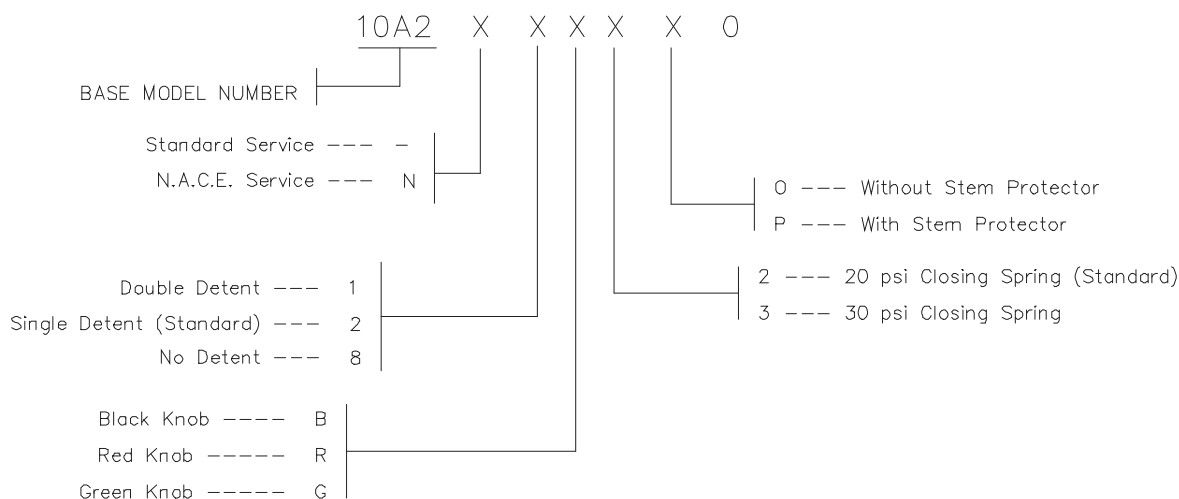 10A2 X X X X X O
BASE MODEL NUMBER
Standard Service --- -
N.A.C.E. Service --- N
O --- Without Stem Protector
P --- With Stem Protector
2 --- 20 psi Closing Spring (Standard)
3 --- 30 psi Closing Spring
Double Detent --- 1
Single Detent (Standard) --- 2
No Detent --- 8
Black Knob ---- B
Red Knob ----- R
Green Knob ----- G